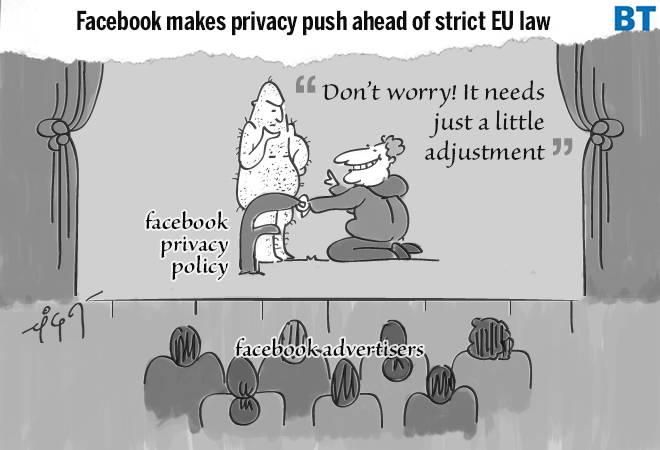 Facebook makes privacy push ahead of strict EU law
BT
“ Don't worry! It needs
just a little
adjustment ”
facebook
privacy
policy
F
facebook advertisers